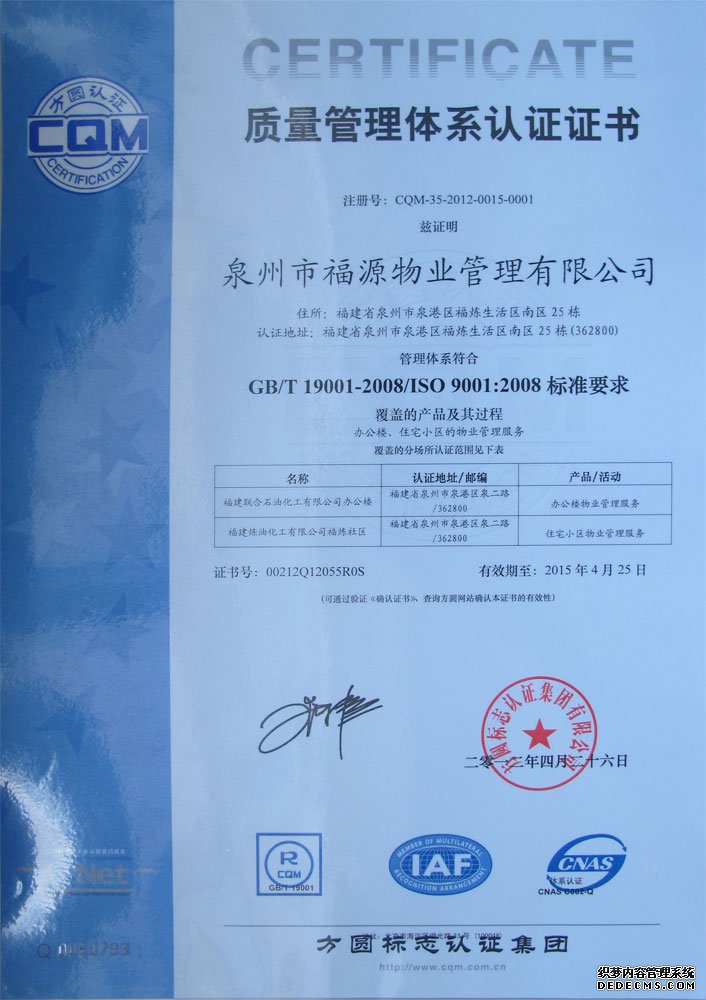 CERTIFICATE
方圆认证
CQM
CERTIFICATION
质量管理体系认证证书
注册号：CQM-35-2012-0015-0001
兹证明
泉州市福源物业管理有限公司
住所：福建省泉州市泉港区福炼生活区南区 25 栋
认证地址：福建省泉州市泉港区福炼生活区南区 25 栋(362800)
管理体系符合
GB/T 19001-2008/ISO 9001:2008 标准要求
覆盖的产品及其过程
办公楼、住宅小区的物业管理服务
覆盖的分场所认证范围见下表
名称 认证地址/邮编 产品/活动
福建联合石油化工有限公司办公楼 福建省泉州市泉港区泉二路/362800 办公楼物业管理服务
福建炼油化工有限公司福炼社区 福建省泉州市泉港区泉二路/362800 住宅小区物业管理服务
证书号：00212Q12055R0S 有效期至：2015 年 4 月 25 日
(可通过验证《确认证书》、查询方圆网站确认本证书的有效性)
方圆标志认证集团有限公司
二零一二年四月二十六日
R
CQM
GB/T 19001
MEMBER OF MULTILATERAL
IAF
RECOGNITION ARRANGEMENT
CNAS
体系认证
CNAS C002-Q
Net
Q 0080793
方圆标志认证集团
http://www.cqm.com.cn
织梦内容管理系统
DEDECMS.COM